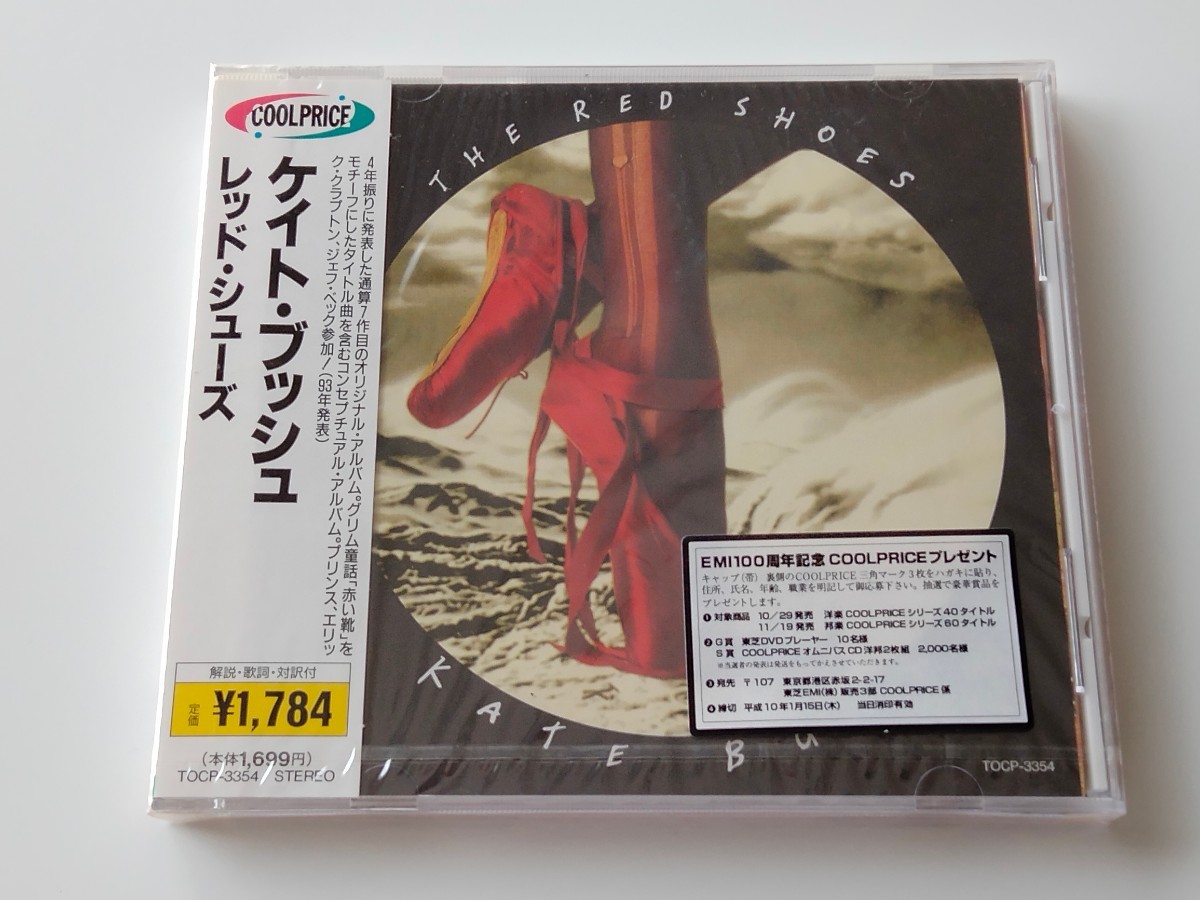 COOLPRICE
ケイト・ブッシュ
レッド・シューズ
4年振りに発表した通算7作目のオリジナル・アルバム。グリム童話「赤い靴」を
モチーフにしたタイトル曲を含むコンセプチュアル・アルバム。プリンス、エリッ
ク・クラプトン、ジェフ・ベック参加!(93年発表)
解説・歌詞・対訳付
定価 ¥1,784
(本体1,699円)
TOCP-3354 / STEREO
THE RED SHOES
KATE BU
EMI100周年記念 COOLPRICEプレゼント
キャップ(帯)裏側のCOOLPRICE三角マーク3枚をハガキに貼り、
住所、氏名、年齢、職業を明記して御応募下さい。抽選で豪華賞品を
プレゼントします。
❶対象商品 10/29発売 洋楽 COOLPRICEシリーズ40タイトル
11/19発売 邦楽 COOLPRICEシリーズ60タイトル
❷G賞 東芝DVDプレーヤー 10名様
S賞 COOLPRICEオムニバスCD洋邦2枚組 2,000名様
※当選者の発表は発送をもってかえさせていただきます。
❸宛先 〒107 東京都港区赤坂2-2-17
東芝EMI(株)販売3部 COOLPRICE係
❹締切 平成10年1月15日(木) 当日消印有効
TOCP-3354